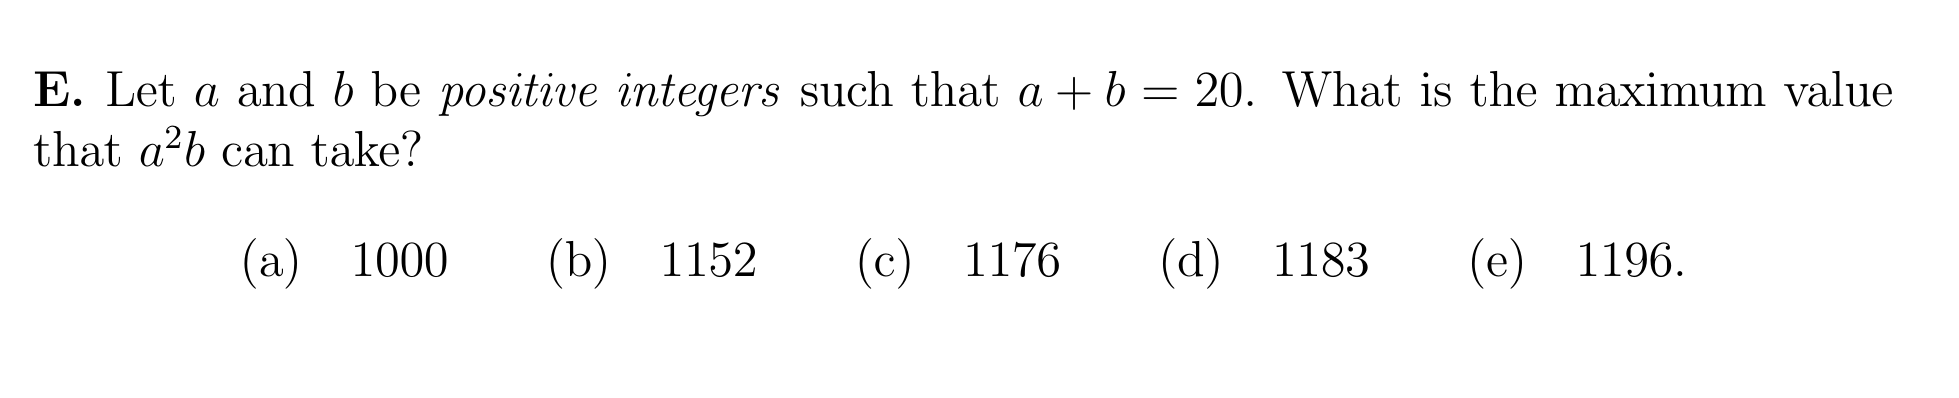 E. Let a and b be positive integers such that a + b = 20. What is the maximum value
that a²b can take?
(a) 1000 (b) 1152 (c) 1176 (d) 1183 (e) 1196.